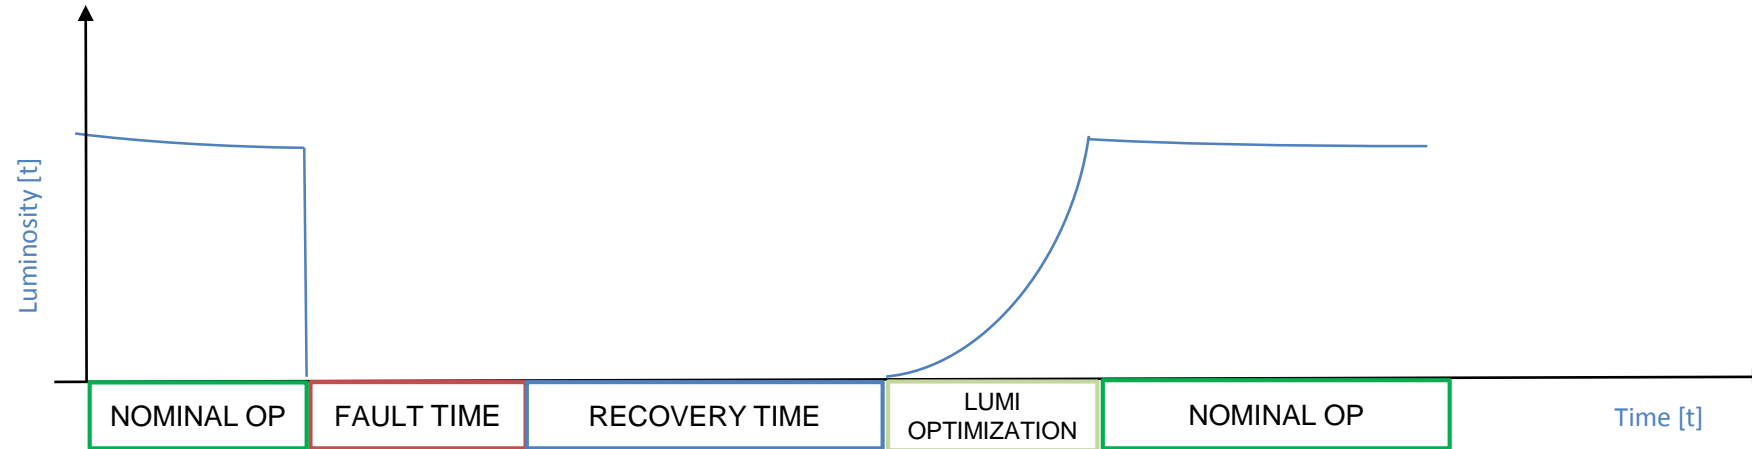 Luminosity [t]
NOMINAL OP
FAULT TIME
RECOVERY TIME
LUMI
OPTIMIZATION
NOMINAL OP
Time [t]